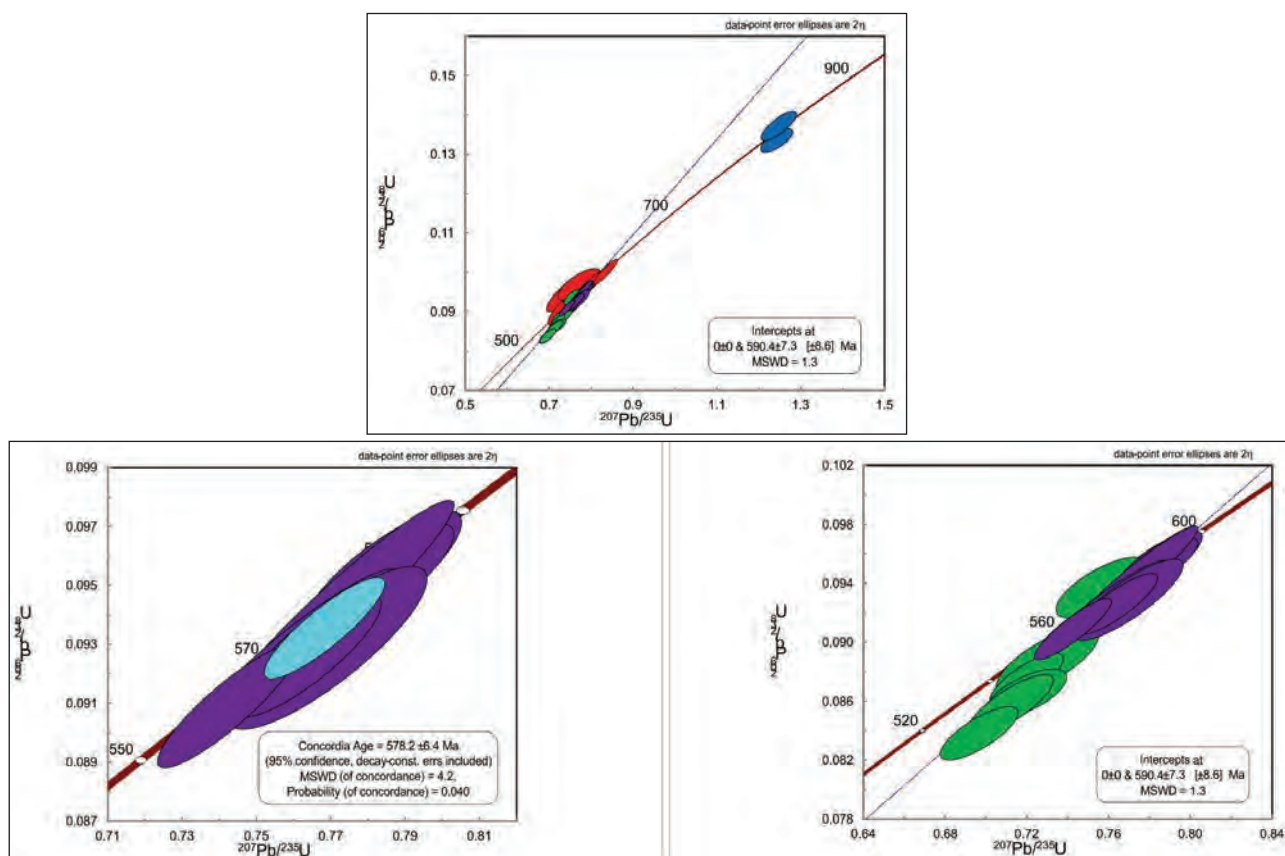 data-point error ellipses are 2η
0.15
0.13
0.11
0.09
0.07
900
700
500
Intercepts at
0±0 & 590.4±7.3 [±8.6] Ma
MSWD = 1.3
0.5 0.7 0.9 1.1 1.3 1.5
207Pb/235U
data-point error ellipses are 2η
0.099
0.097
0.095
0.093
0.091
0.089
0.087
570
550
Concordia Age = 578.2 ±6.4 Ma
(95% confidence, decay-const. errs included)
MSWD (of concordance) = 4.2,
Probability (of concordance) = 0.040
0.71 0.73 0.75 0.77 0.79 0.81
207Pb/235U
data-point error ellipses are 2η
0.102
0.098
0.094
0.090
0.086
0.082
0.078
600
560
520
Intercepts at
0±0 & 590.4±7.3 [±8.6] Ma
MSWD = 1.3
0.64 0.68 0.72 0.76 0.80 0.84
207Pb/235U